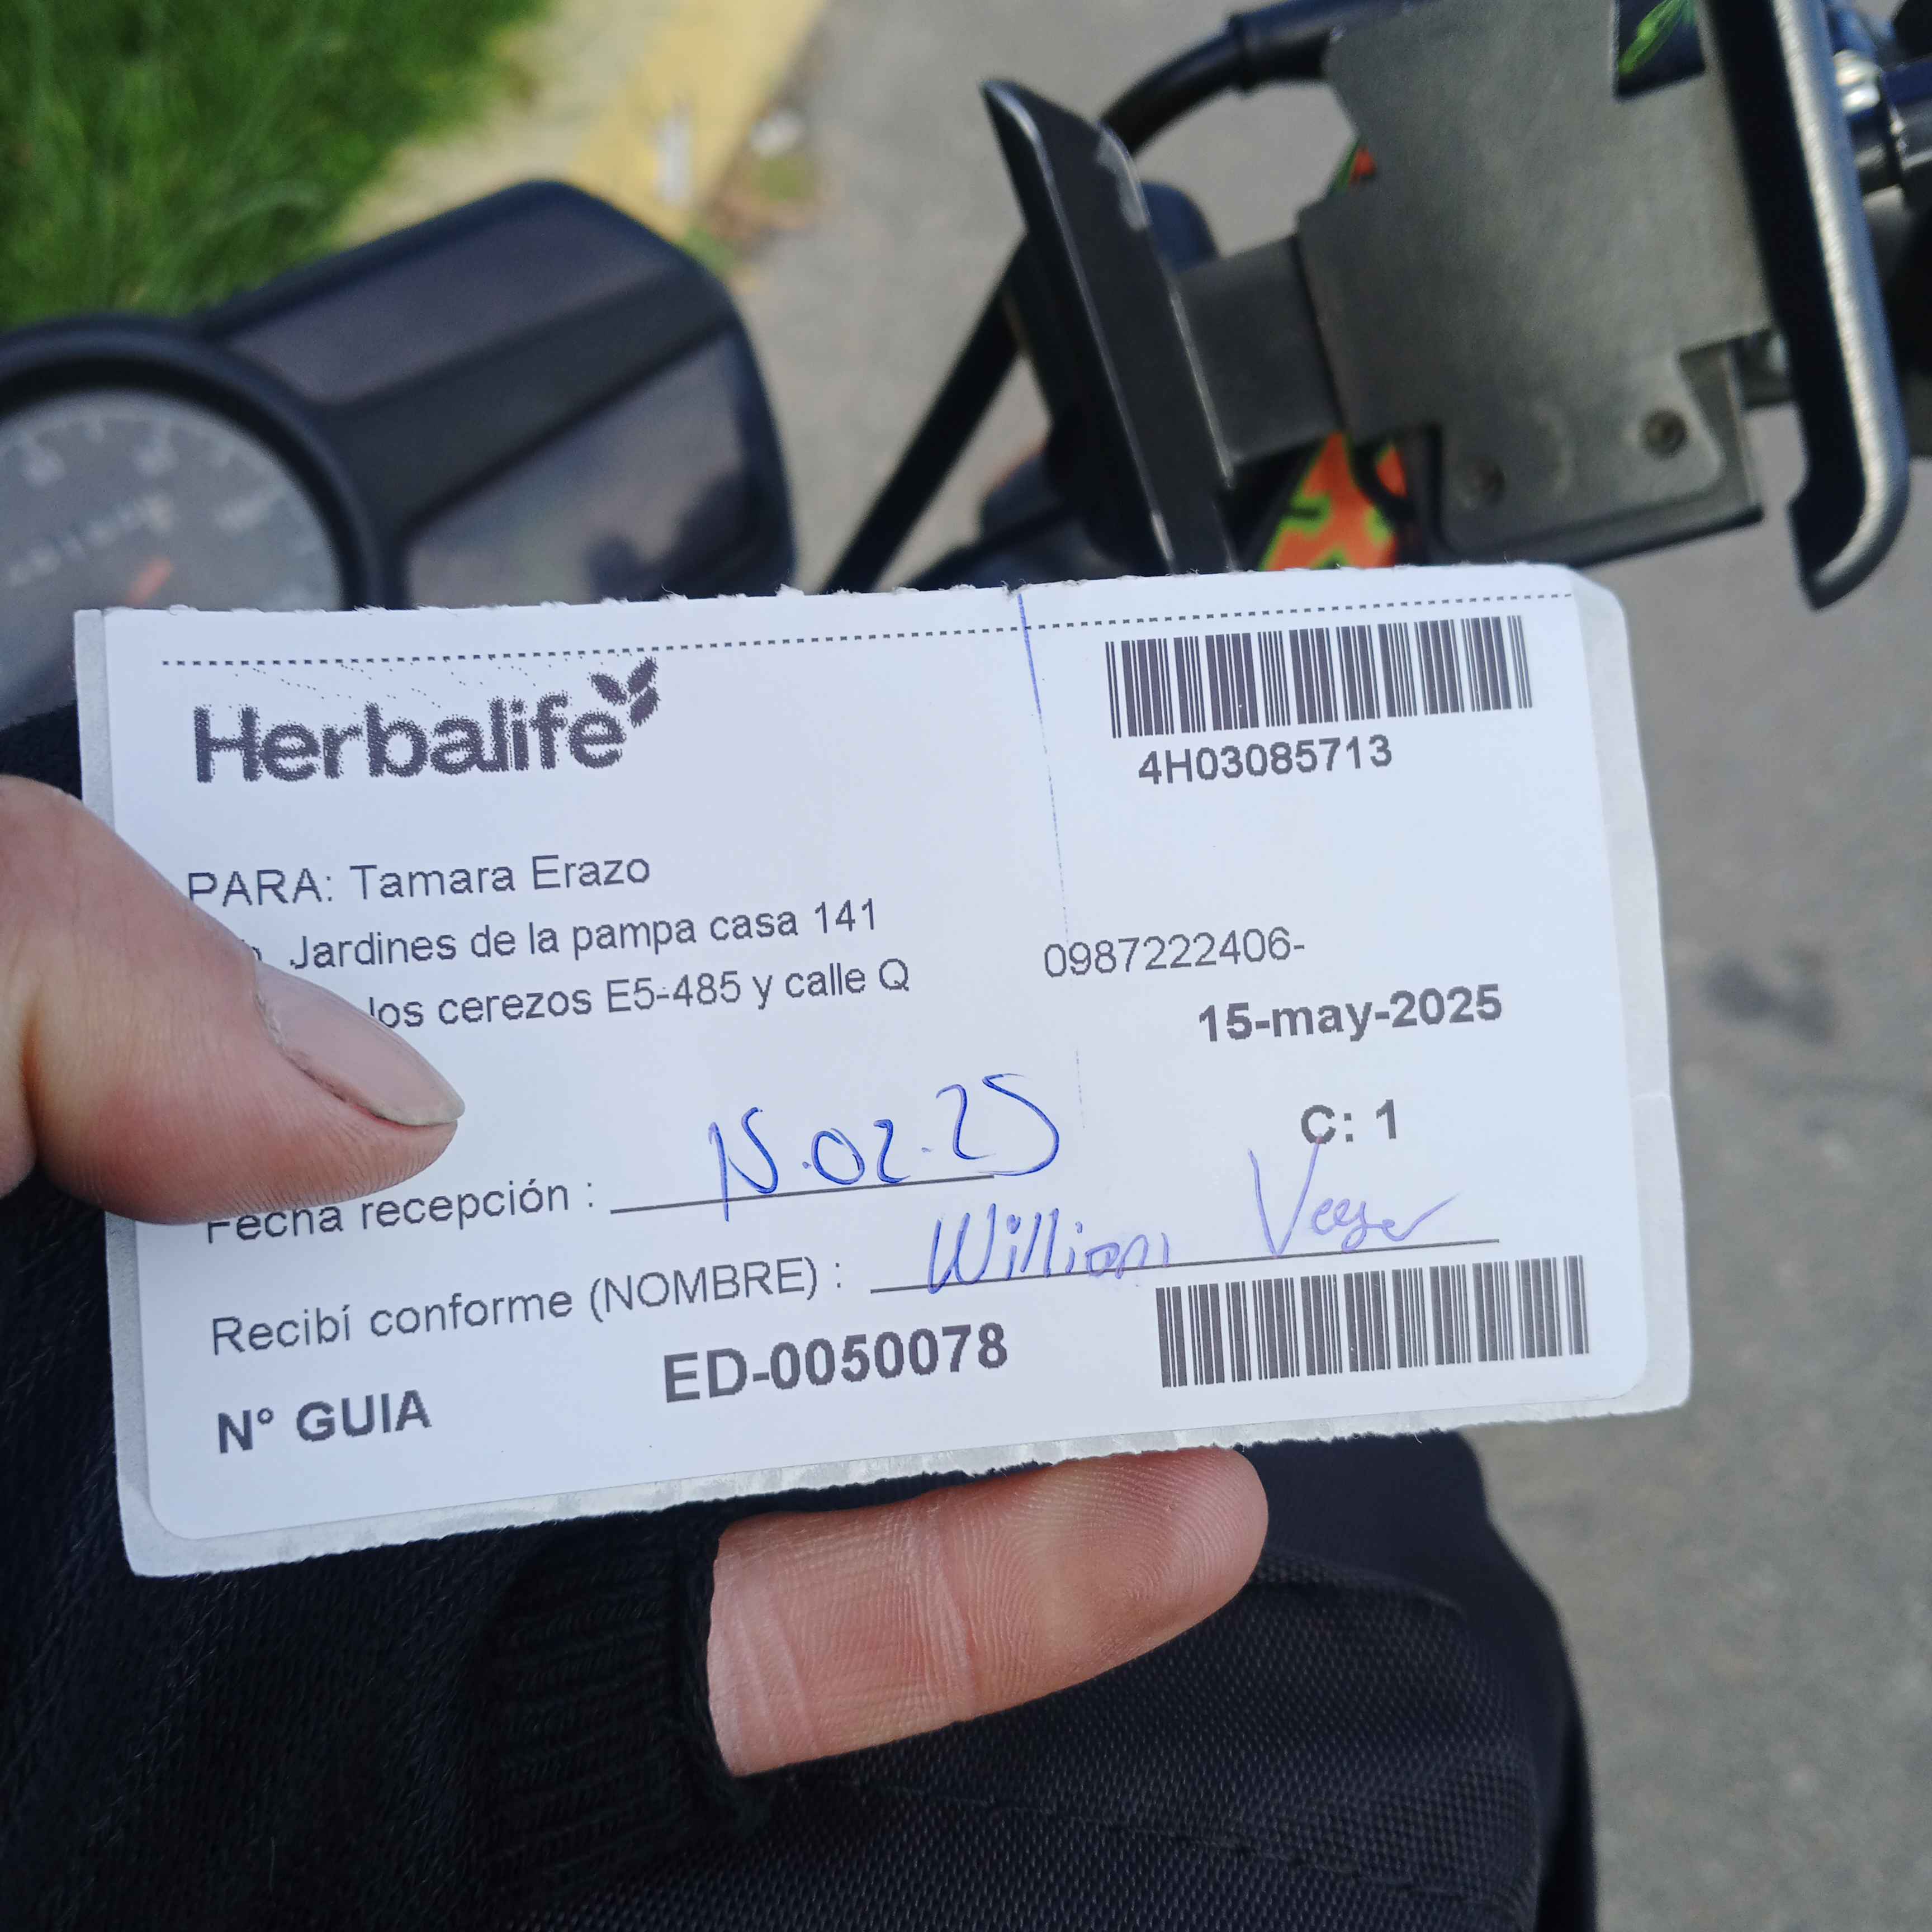 Herbalife
4H03085713
PARA: Tamara Erazo
Jardines de la pampa casa 141
0987222406-
los cerezos E5-485 y calle Q
15-may-2025
C: 1
Fecha recepción : 15.02.25
Recibí conforme (NOMBRE) : William
N° GUIA ED-0050078